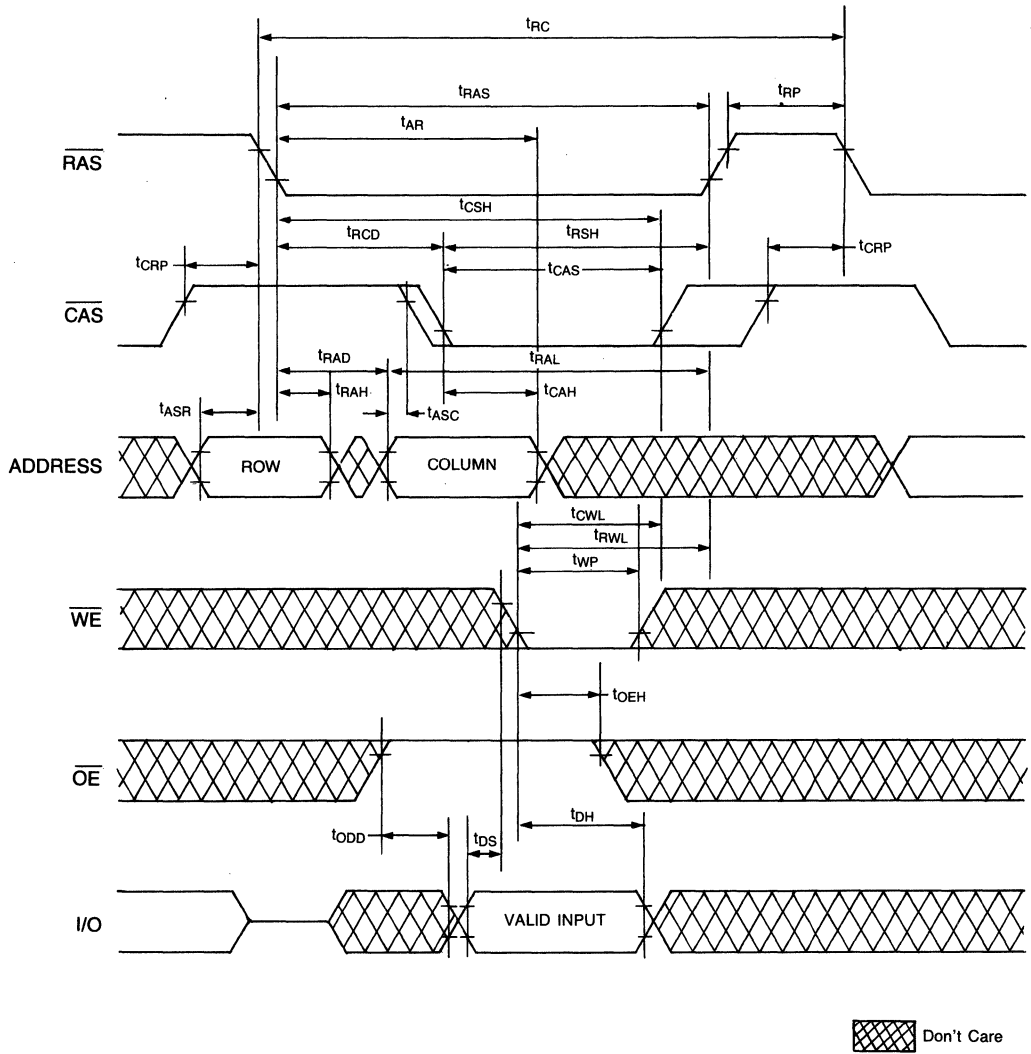 tRC
tRAS
tRP
tAR
RAS
tCSH
tRCD
tRSH
tCRP
tCRP
tCAS
CAS
tRAD
tRAL
tRAH
tCAH
tASR
tASC
ADDRESS
ROW
COLUMN
tCWL
tRWL
tWP
WE
tOEH
OE
tODD
tDS
tDH
I/O
VALID INPUT
Don't Care